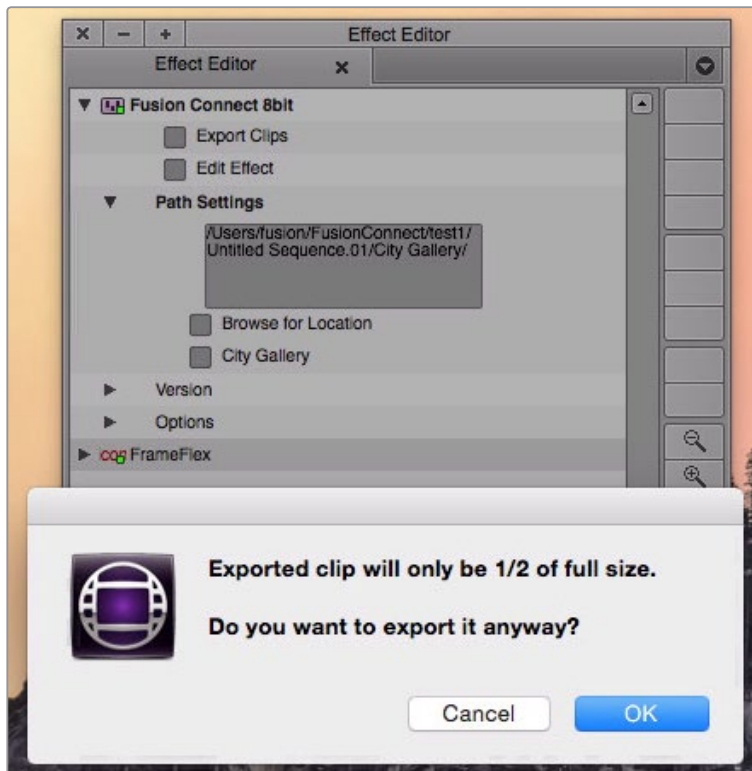 Effect Editor
Effect Editor
Fusion Connect 8bit
Export Clips
Edit Effect
Path Settings
/Users/fusion/FusionConnect/test1/
Untitled Sequence.01/City Gallery/
Browse for Location
City Gallery
Version
Options
FrameFlex
Exported clip will only be 1/2 of full size.
Do you want to export it anyway?
Cancel
OK